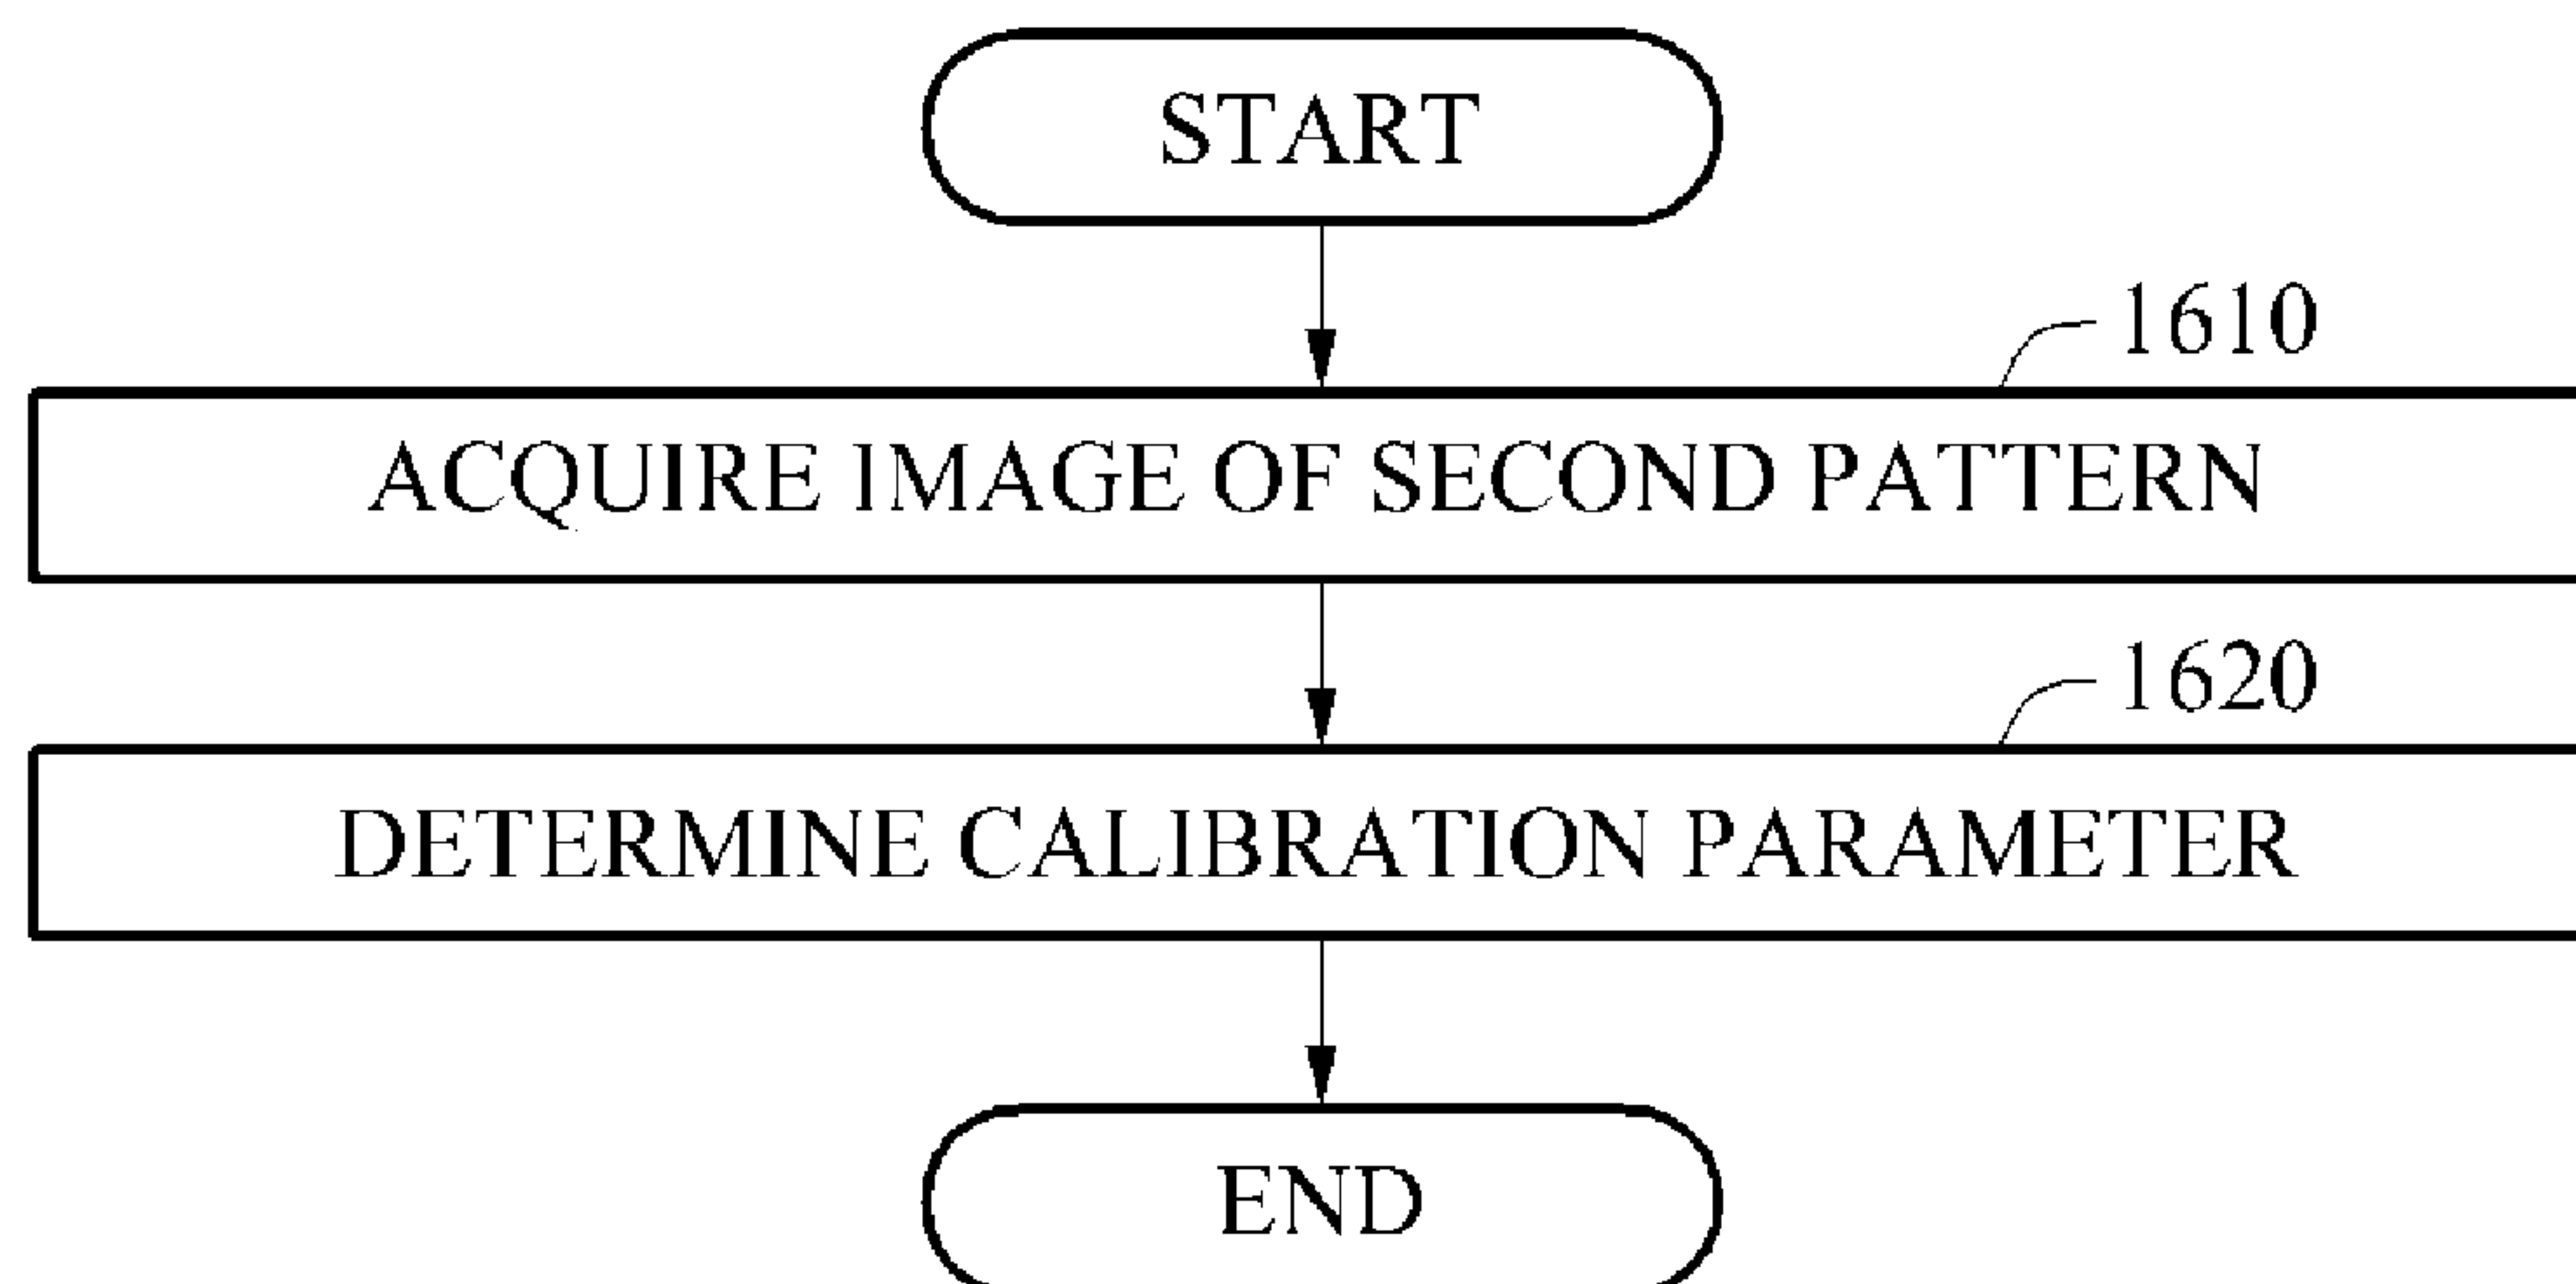 START
1610
ACQUIRE IMAGE OF SECOND PATTERN
1620
DETERMINE CALIBRATION PARAMETER
END